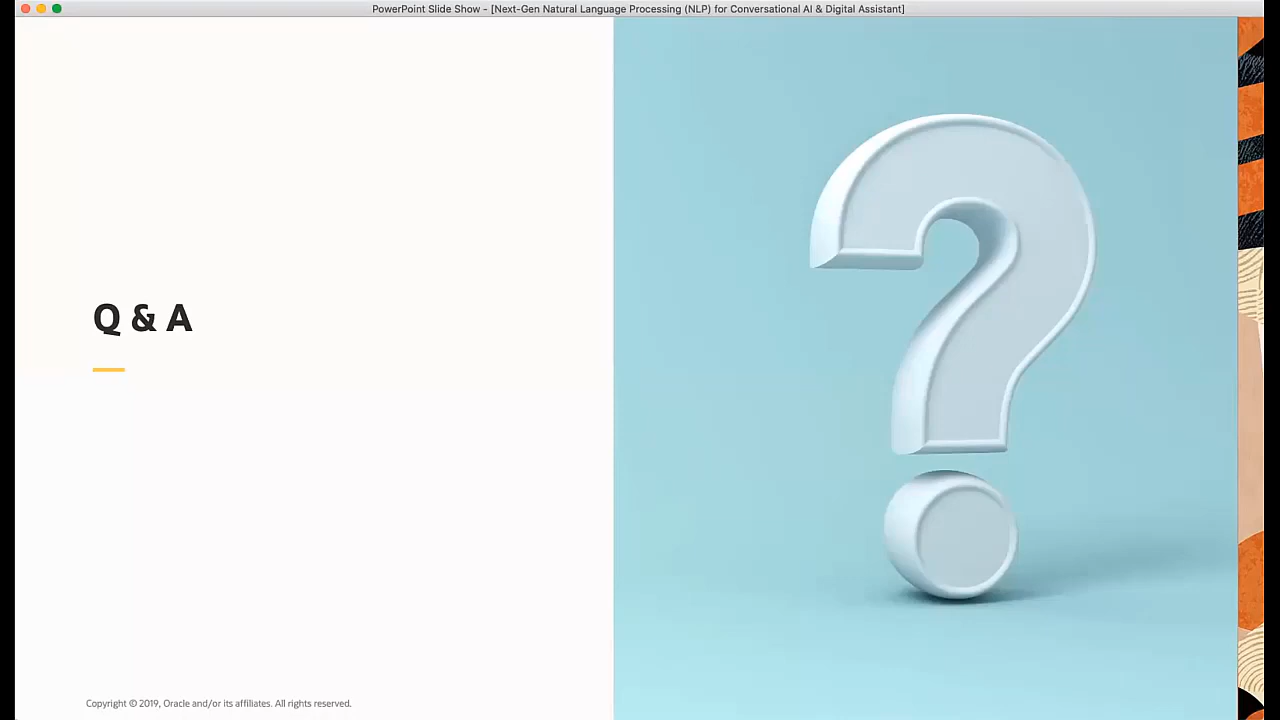 PowerPoint Slide Show - [Next-Gen Natural Language Processing (NLP) for Conversational AI & Digital Assistant]
Q & A
Copyright © 2019, Oracle and/or its affiliates. All rights reserved.